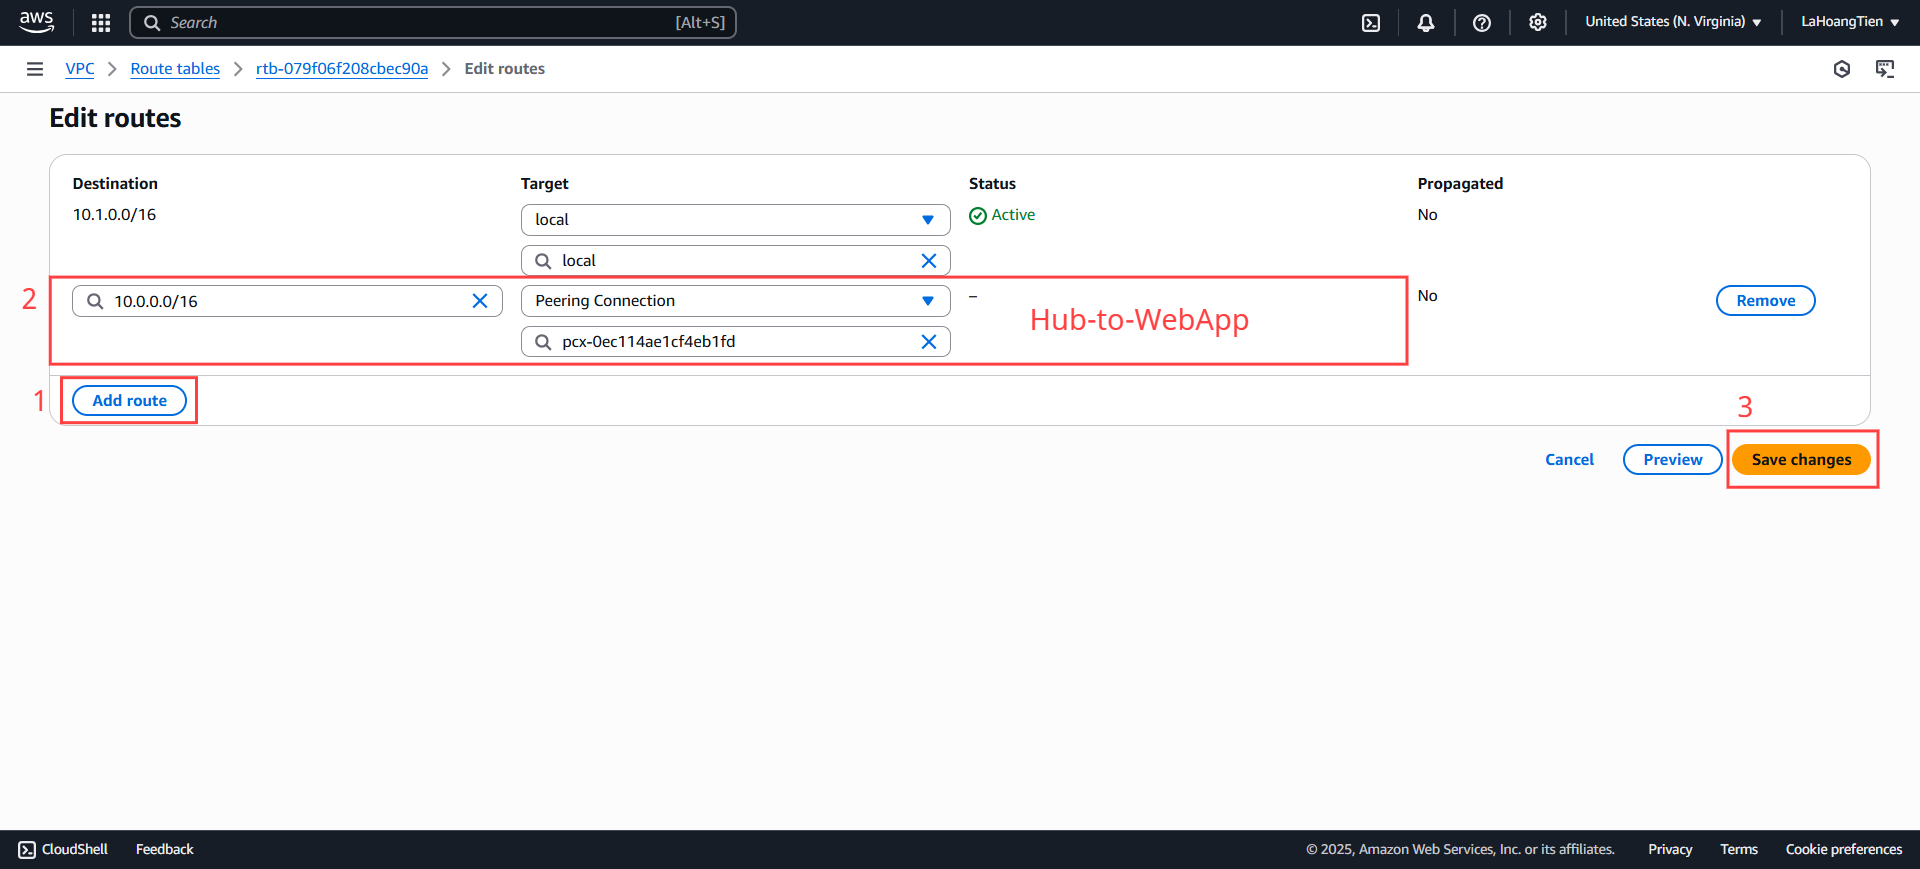 aws
Search [Alt+S]
United States (N. Virginia)
LaHoangTien
VPC
Route tables
rtb-079f06f208cbec90a
Edit routes
Edit routes
Destination Target Status Propagated
10.1.0.0/16 local Active No
local
2
10.0.0.0/16 Peering Connection – No Remove
Hub-to-WebApp
pcx-0ec114ae1cf4eb1fd
1 Add route
3
Cancel Preview Save changes
CloudShell Feedback © 2025, Amazon Web Services, Inc. or its affiliates. Privacy Terms Cookie preferences